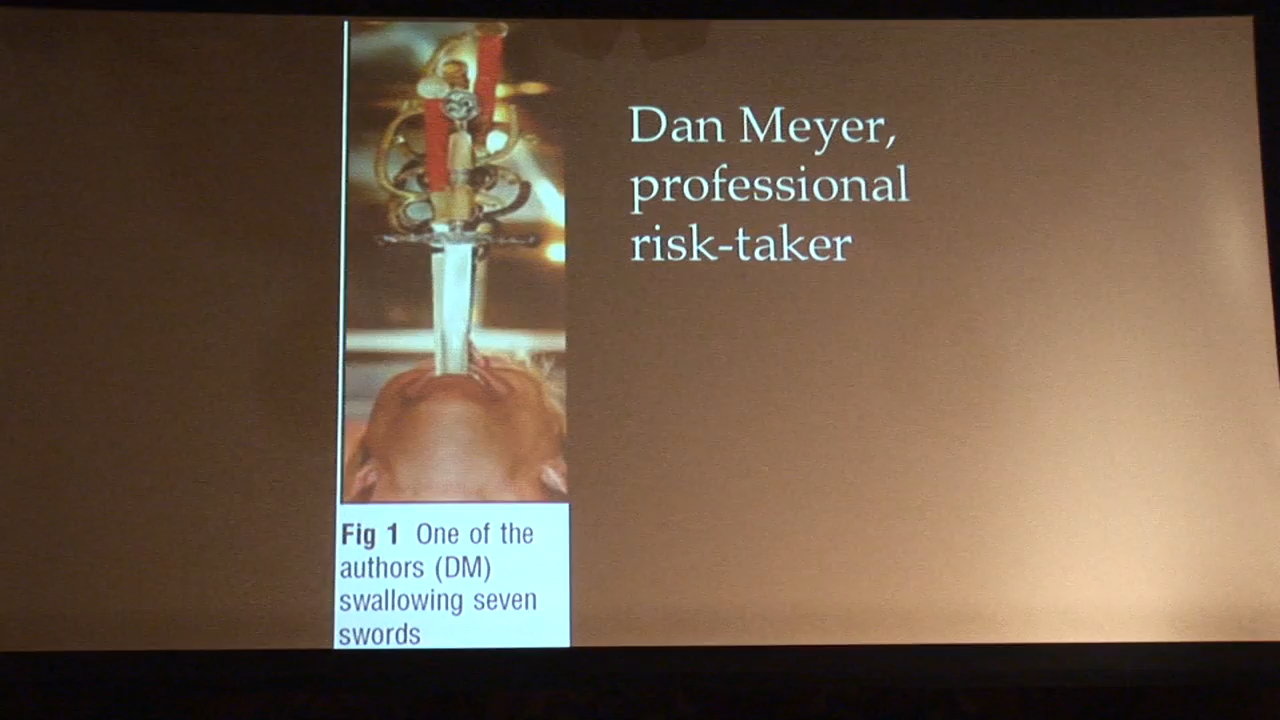 Dan Meyer,
professional
risk-taker
Fig 1 One of the
authors (DM)
swallowing seven
swords